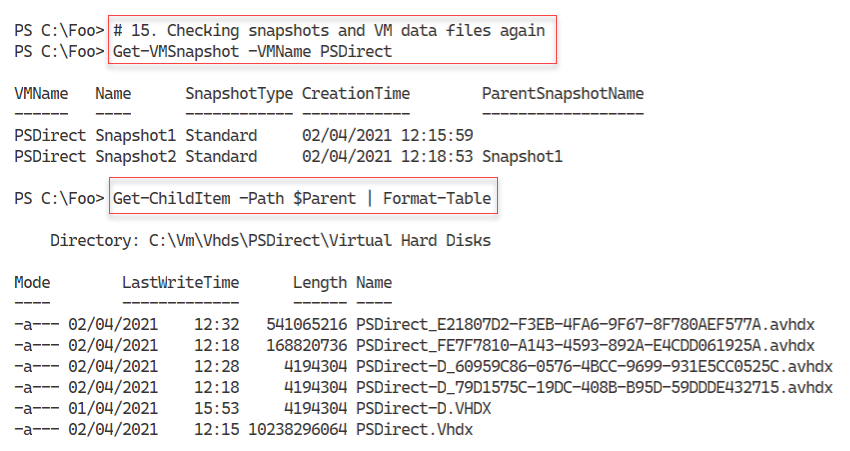 PS C:\Foo> # 15. Checking snapshots and VM data files again
PS C:\Foo> Get-VMSnapshot -VMName PSDirect
VMName   Name      SnapshotType CreationTime        ParentSnapshotName
------   ----      ------------ ------------        ------------------
PSDirect Snapshot1 Standard     02/04/2021 12:15:59
PSDirect Snapshot2 Standard     02/04/2021 12:18:53 Snapshot1
PS C:\Foo> Get-ChildItem -Path $Parent | Format-Table
    Directory: C:\Vm\Vhds\PSDirect\Virtual Hard Disks
Mode        LastWriteTime      Length Name
----        -------------      ------ ----
-a--- 02/04/2021    12:32   541065216 PSDirect_E21807D2-F3EB-4FA6-9F67-8F780AEF577A.avhdx
-a--- 02/04/2021    12:18   168820736 PSDirect_FE7F7810-A143-4593-892A-E4CDD061925A.avhdx
-a--- 02/04/2021    12:28     4194304 PSDirect-D_60959C86-0576-4BCC-9699-931E5CC0525C.avhdx
-a--- 02/04/2021    12:18     4194304 PSDirect-D_79D1575C-19DC-408B-B95D-59DDDE432715.avhdx
-a--- 01/04/2021    15:53     4194304 PSDirect-D.VHDX
-a--- 02/04/2021    12:15 10238296064 PSDirect.Vhdx